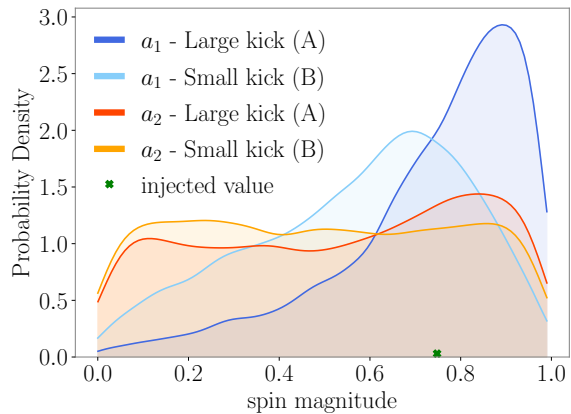 3.0
2.5
2.0
1.5
1.0
0.5
0.0
Probability Density
a₁ - Large kick (A)
a₁ - Small kick (B)
a₂ - Large kick (A)
a₂ - Small kick (B)
injected value
0.0 0.2 0.4 0.6 0.8 1.0
spin magnitude